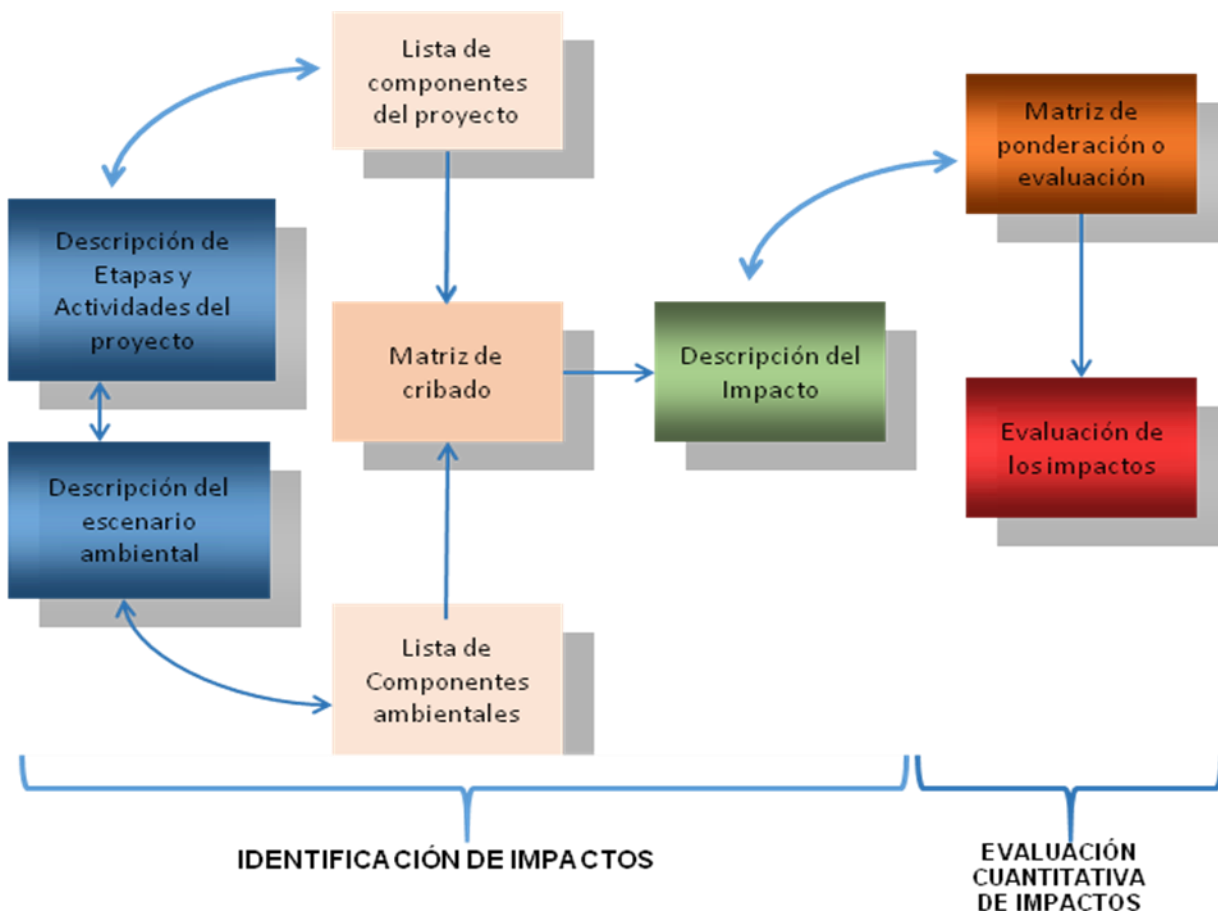 Lista de
componentes
del proyecto
Matriz de
ponderación o
evaluación
Descripción de
Etapas y
Actividades del
proyecto
Matriz de
cribado
Descripción del
Impacto
Evaluación de
los impactos
Descripción del
escenario
ambiental
Lista de
Componentes
ambientales
IDENTIFICACIÓN DE IMPACTOS
EVALUACIÓN
CUANTITATIVA
DE IMPACTOS